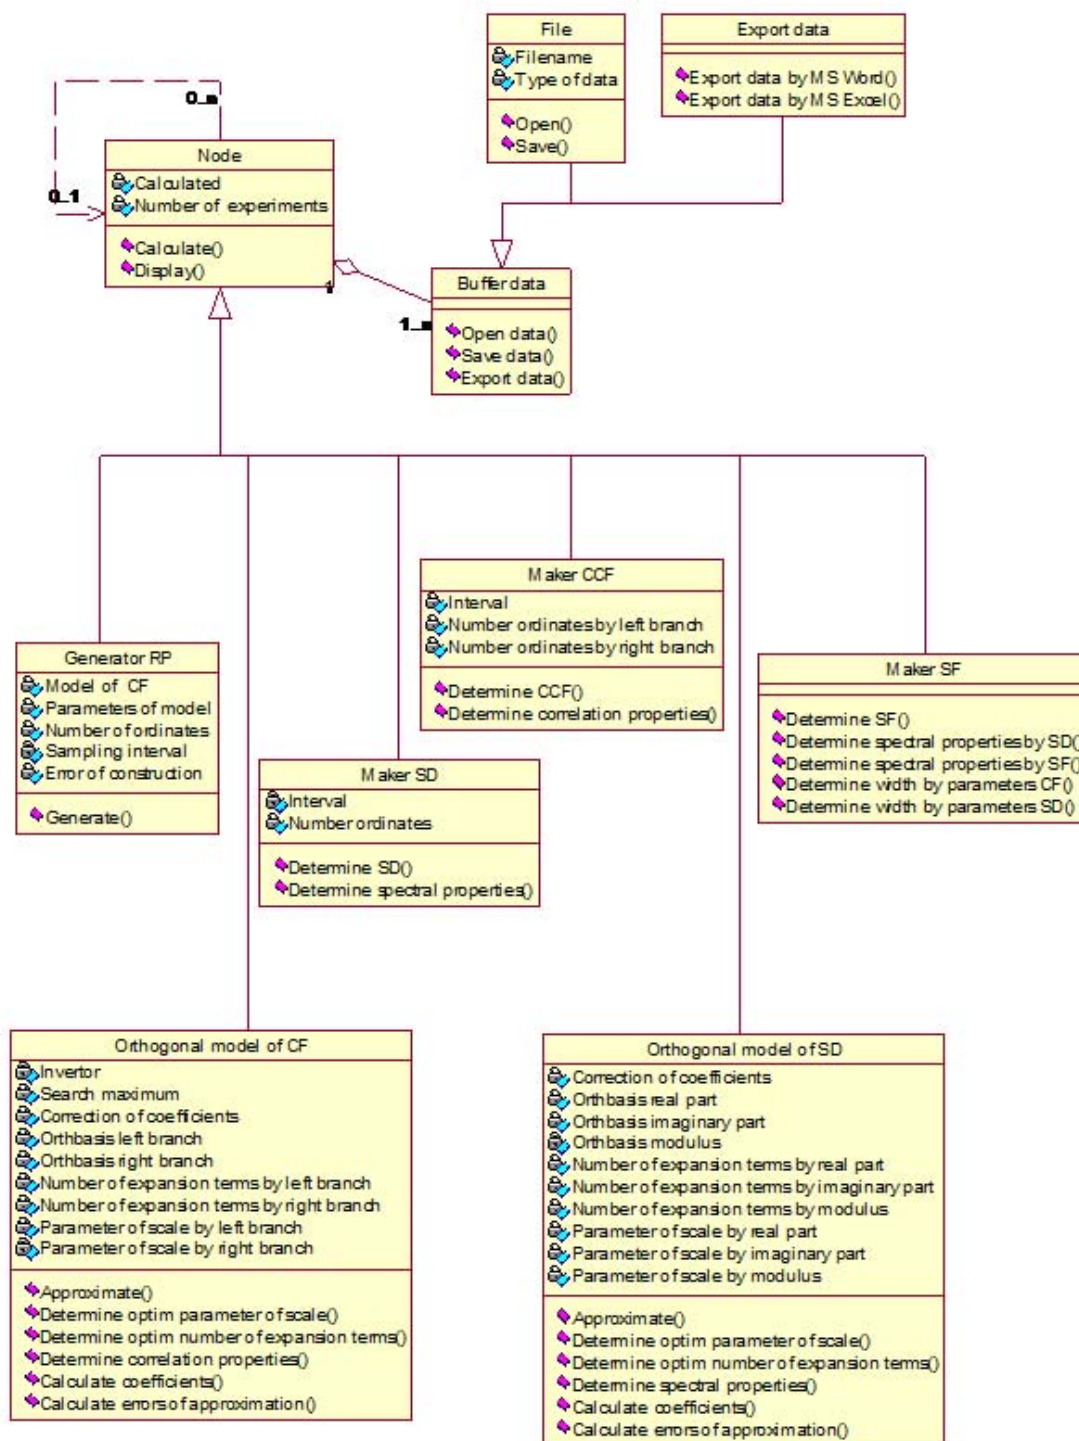 File
Filename
Type of data
Open()
Save()
Export data
Export data by MS Word()
Export data by MS Excel()
0..n
0..1
Node
Calculated
Number of experiments
Calculate()
Display()
1
1..n
Buffer data
Open data()
Save data()
Export data()
Maker CCF
Interval
Number ordinates by left branch
Number ordinates by right branch
Determine CCF()
Determine correlation properties()
Generator RP
Model of CF
Parameters of model
Number of ordinates
Sampling interval
Error of construction
Generate()
Maker SF
Determine SF()
Determine spectral properties by SD()
Determine spectral properties by SF()
Determine width by parameters CF()
Determine width by parameters SD()
Maker SD
Interval
Number ordinates
Determine SD()
Determine spectral properties()
Orthogonal model of CF
Invertor
Search maximum
Correction of coefficients
Orthbasis left branch
Orthbasis right branch
Number of expansion terms by left branch
Number of expansion terms by right branch
Parameter of scale by left branch
Parameter of scale by right branch
Approximate()
Determine optim parameter of scale()
Determine optim number of expansion terms()
Determine correlation properties()
Calculate coefficients()
Calculate errors of approximation()
Orthogonal model of SD
Correction of coefficients
Orthbasis real part
Orthbasis imaginary part
Orthbasis modulus
Number of expansion terms by real part
Number of expansion terms by imaginary part
Number of expansion terms by modulus
Parameter of scale by real part
Parameter of scale by imaginary part
Parameter of scale by modulus
Approximate()
Determine optim parameter of scale()
Determine optim number of expansion terms()
Determine spectral properties()
Calculate coefficients()
Calculate errors of approximation()